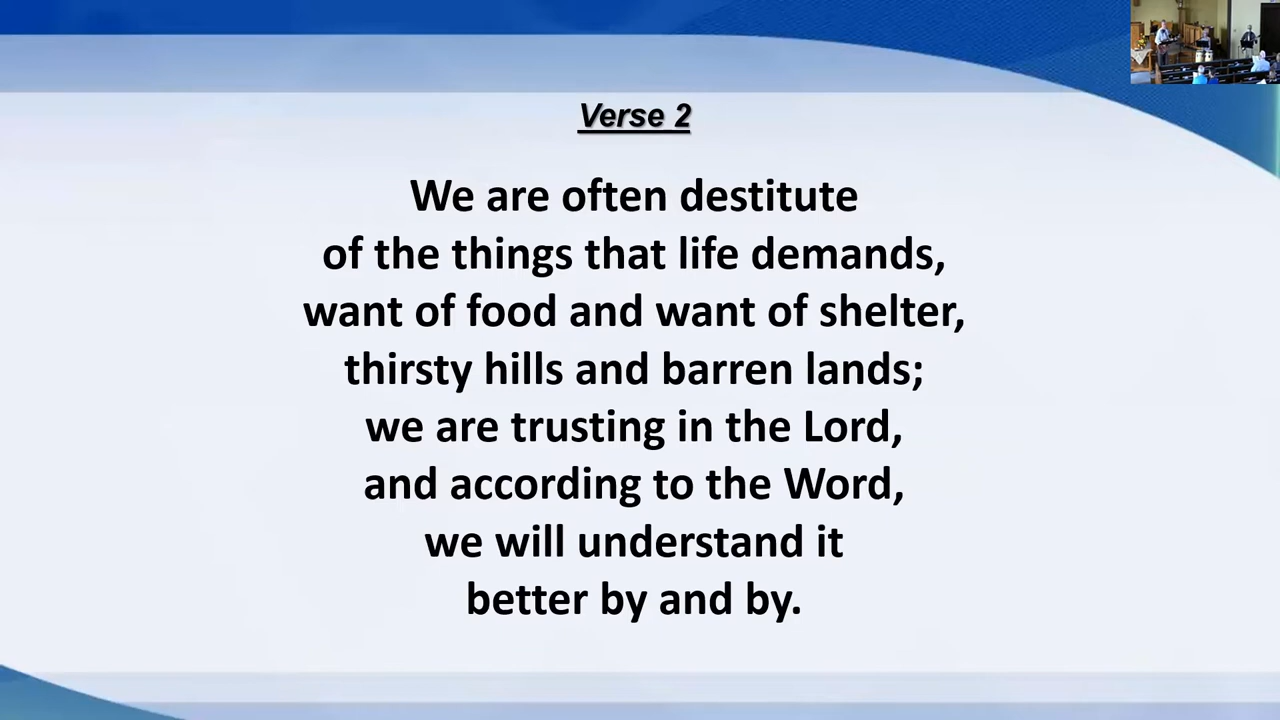 Verse 2
We are often destitute
of the things that life demands,
want of food and want of shelter,
thirsty hills and barren lands;
we are trusting in the Lord,
and according to the Word,
we will understand it
better by and by.